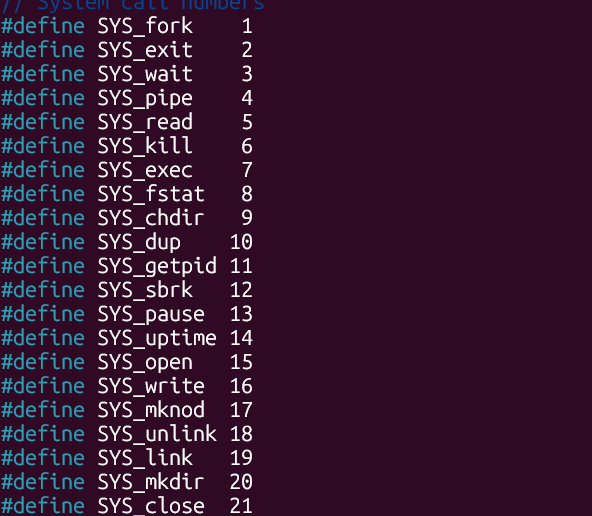 // System call numbers
#define SYS_fork    1
#define SYS_exit    2
#define SYS_wait    3
#define SYS_pipe    4
#define SYS_read    5
#define SYS_kill    6
#define SYS_exec    7
#define SYS_fstat   8
#define SYS_chdir   9
#define SYS_dup    10
#define SYS_getpid 11
#define SYS_sbrk   12
#define SYS_pause  13
#define SYS_uptime 14
#define SYS_open   15
#define SYS_write  16
#define SYS_mknod  17
#define SYS_unlink 18
#define SYS_link   19
#define SYS_mkdir  20
#define SYS_close  21